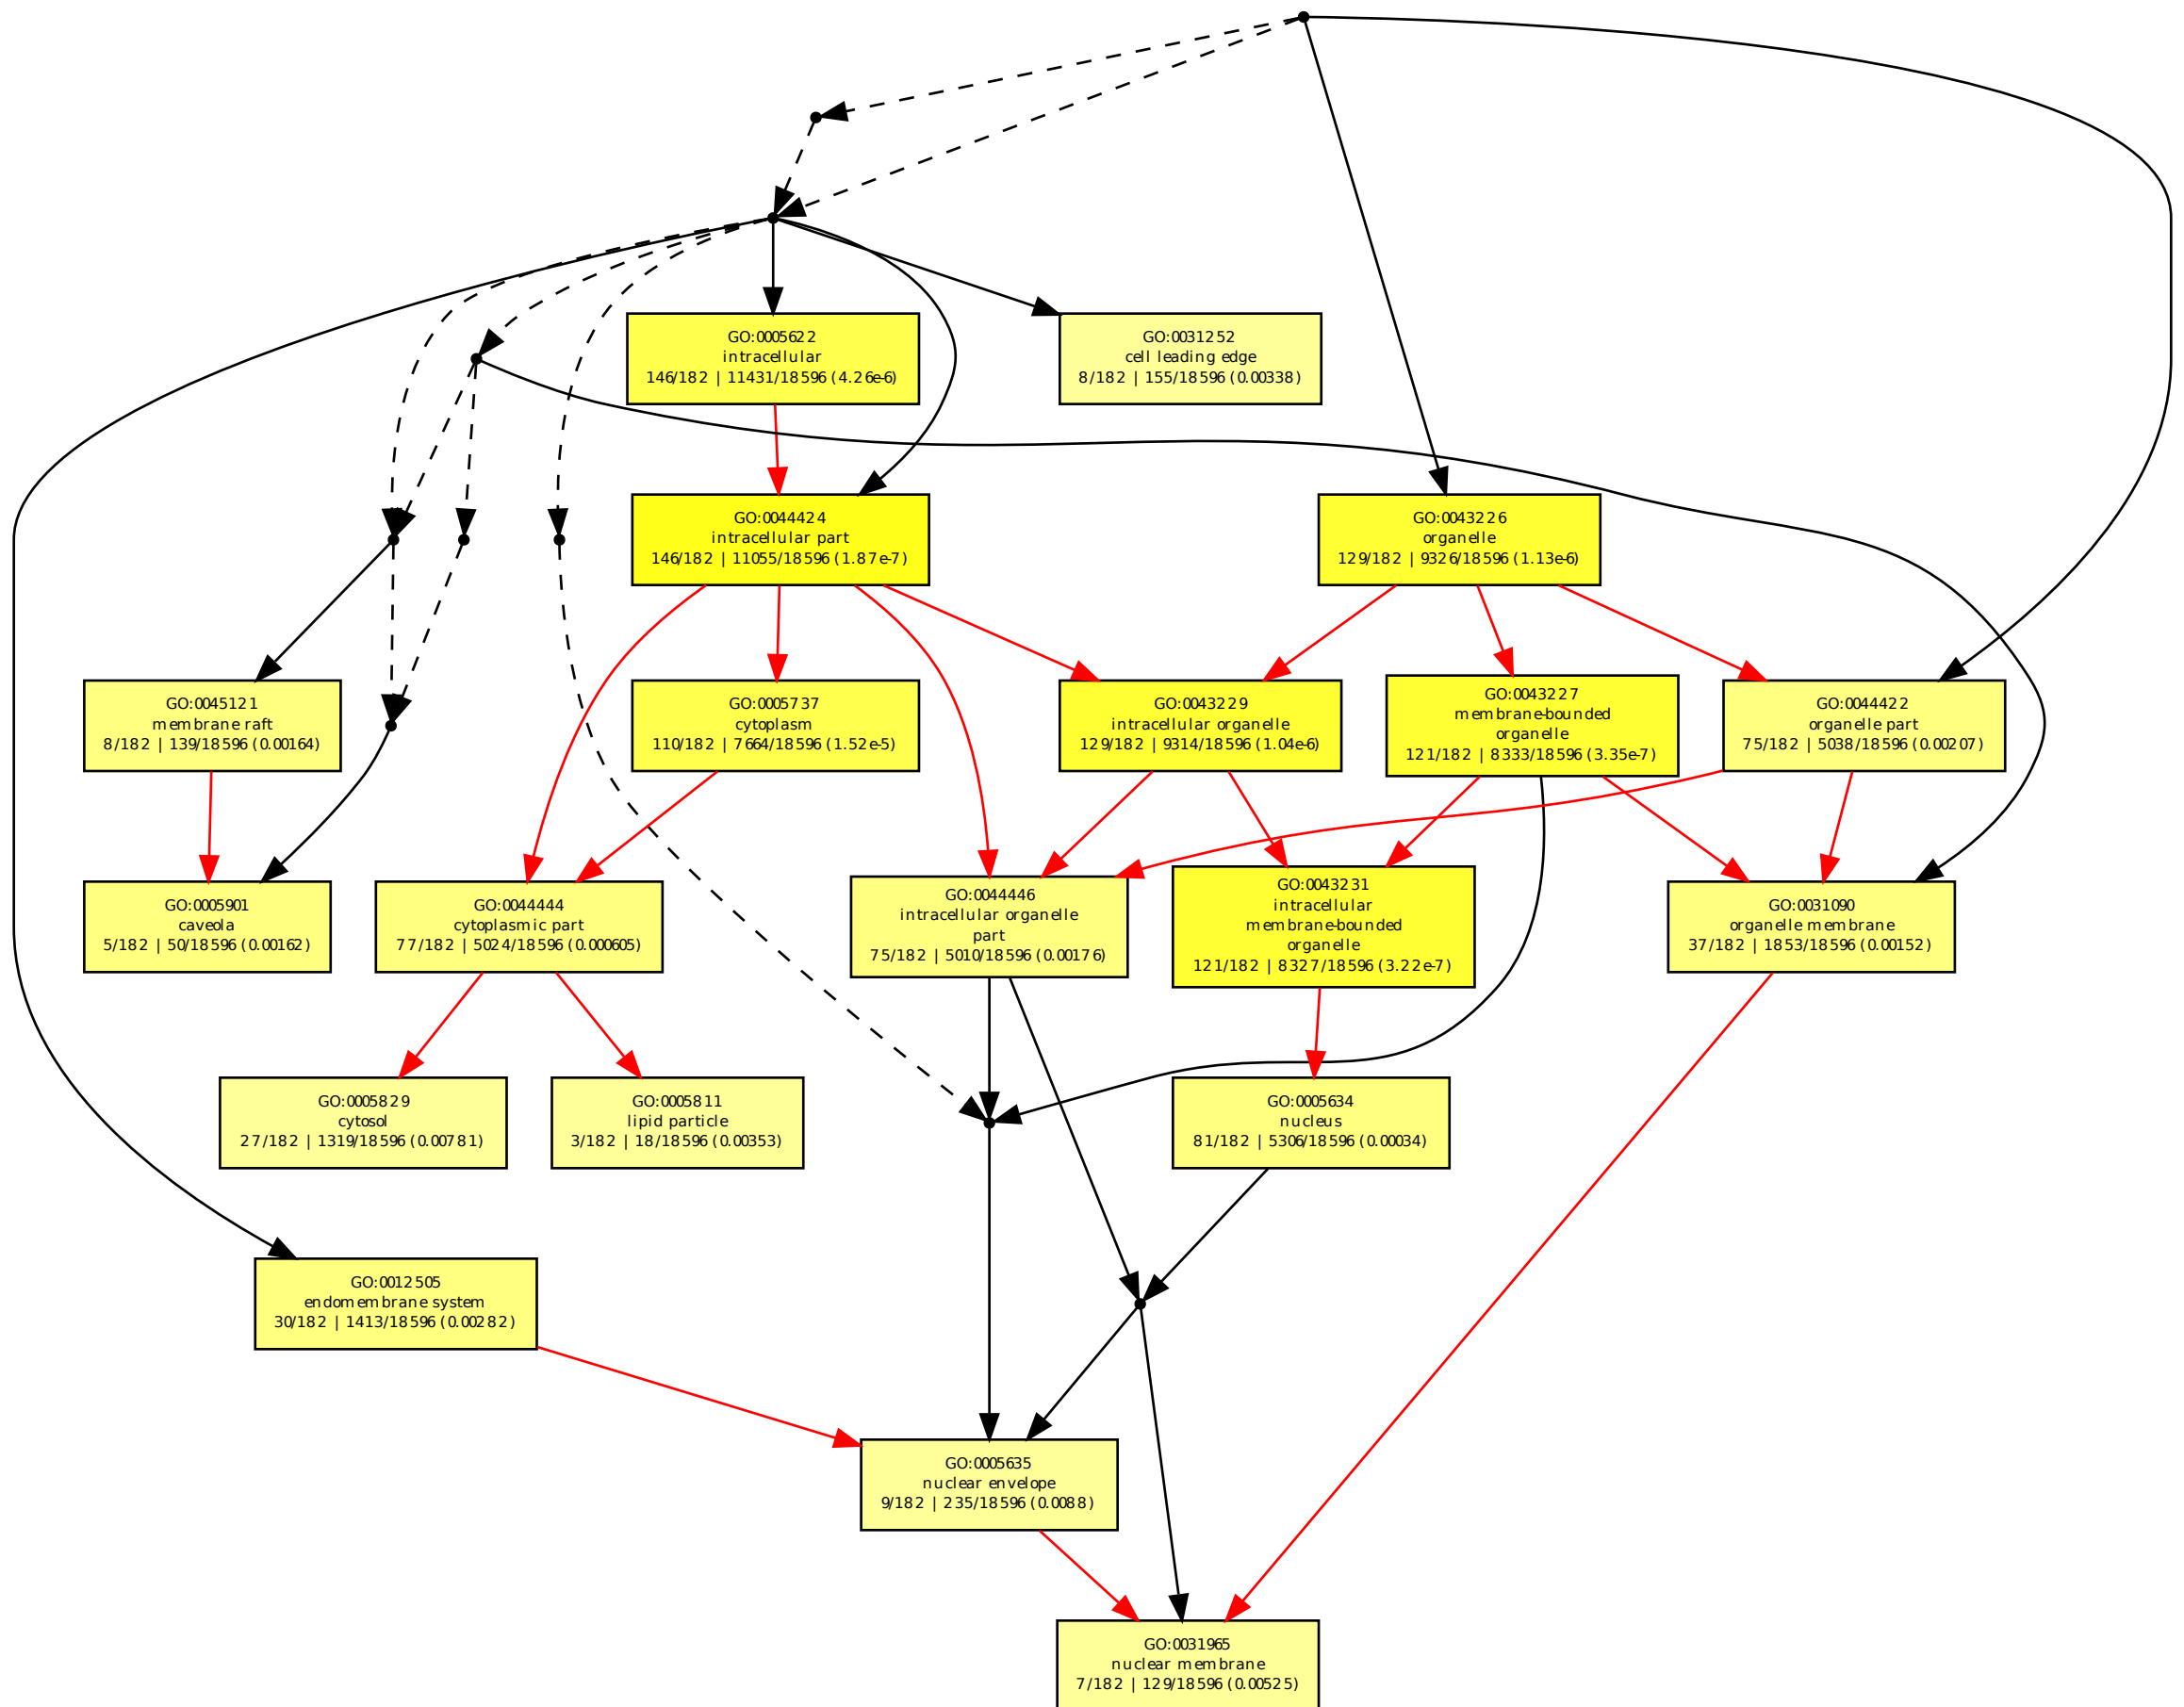 GO:0005622
intracellular
146/182 | 11431/18596 (4.26e-6)
GO:0031252
cell leading edge
8/182 | 155/18596 (0.00338)
GO:0044424
intracellular part
146/182 | 11055/18596 (1.87e-7)
GO:0043226
organelle
129/182 | 9326/18596 (1.13e-6)
GO:0045121
membrane raft
8/182 | 139/18596 (0.00164)
GO:0005737
cytoplasm
110/182 | 7664/18596 (1.52e-5)
GO:0043229
intracellular organelle
129/182 | 9314/18596 (1.04e-6)
GO:0043227
membrane-bounded
organelle
121/182 | 8333/18596 (3.35e-7)
GO:0044422
organelle part
75/182 | 5038/18596 (0.00207)
GO:0005901
caveola
5/182 | 50/18596 (0.00162)
GO:0044444
cytoplasmic part
77/182 | 5024/18596 (0.000605)
GO:0044446
intracellular organelle
part
75/182 | 5010/18596 (0.00176)
GO:0043231
intracellular
membrane-bounded
organelle
121/182 | 8327/18596 (3.22e-7)
GO:0031090
organelle membrane
37/182 | 1853/18596 (0.00152)
GO:0005829
cytosol
27/182 | 1319/18596 (0.00781)
GO:0005811
lipid particle
3/182 | 18/18596 (0.00353)
GO:0005634
nucleus
81/182 | 5306/18596 (0.00034)
GO:0012505
endomembrane system
30/182 | 1413/18596 (0.00282)
GO:0005635
nuclear envelope
9/182 | 235/18596 (0.0088)
GO:0031965
nuclear membrane
7/182 | 129/18596 (0.00525)